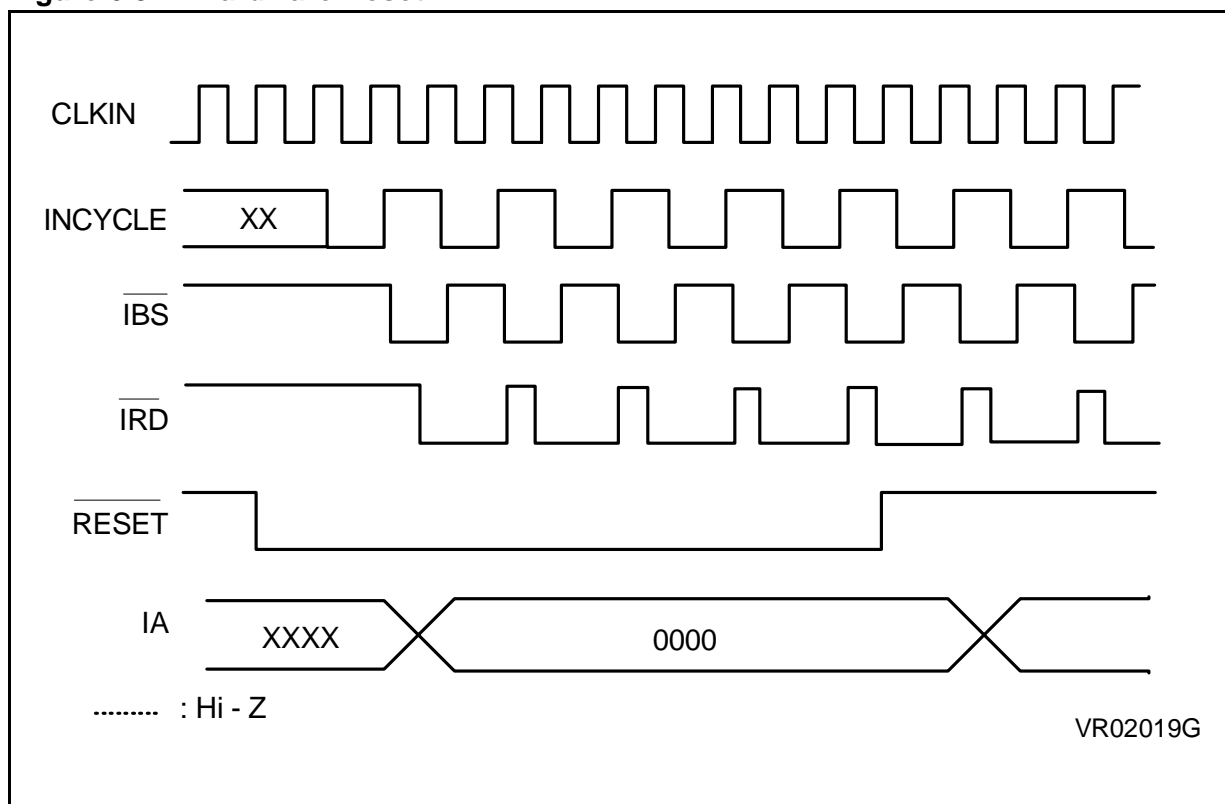 CLKIN
INCYCLE XX
IBS
IRD
RESET
IA XXXX 0000
......... : Hi - Z
VR02019G